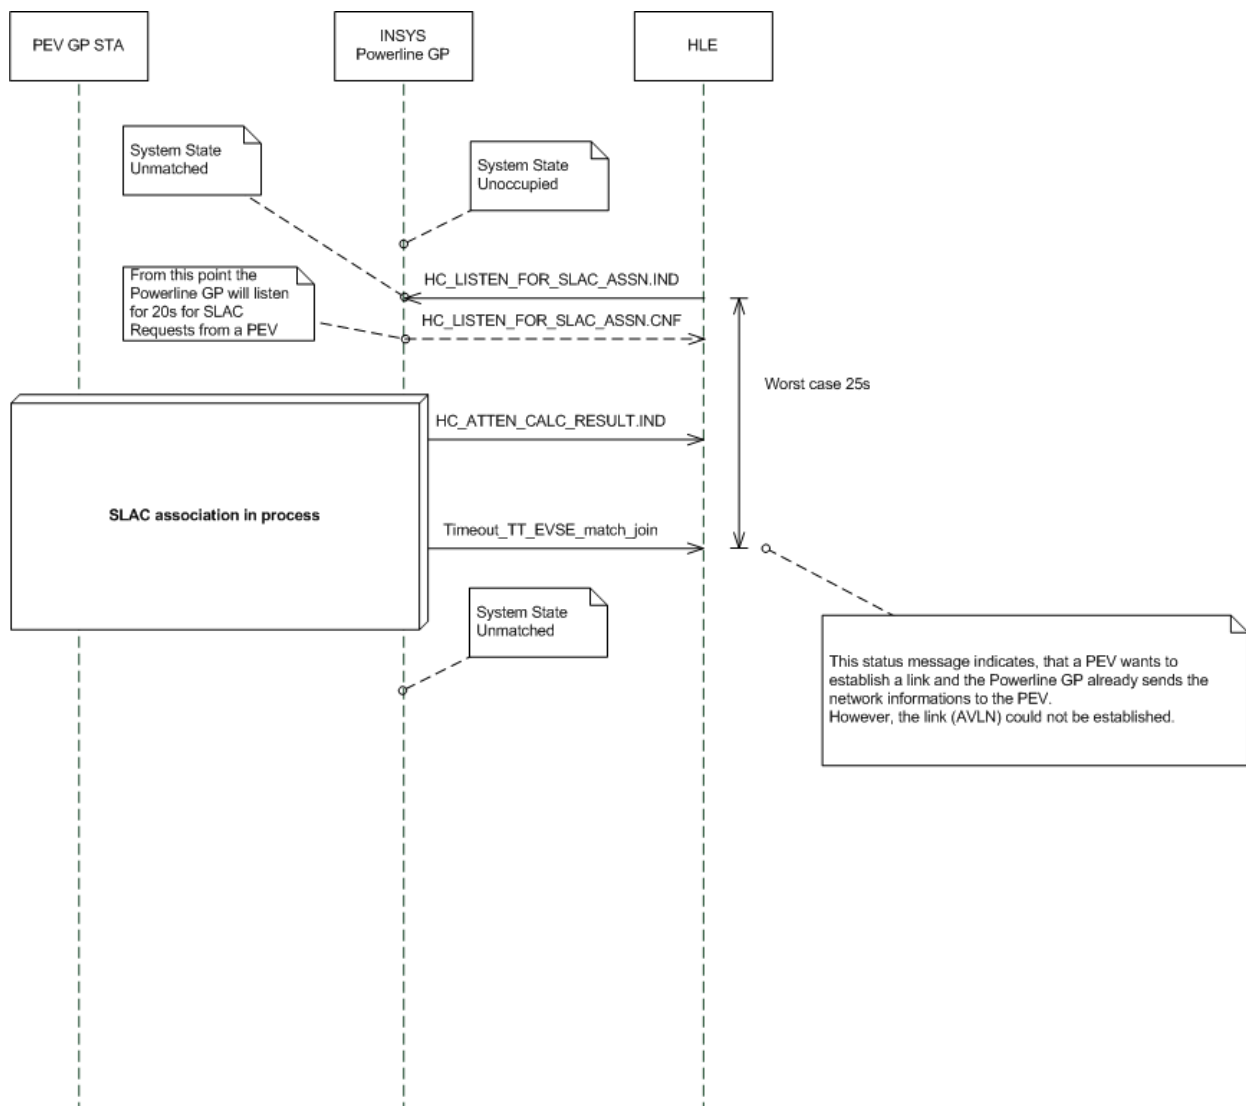 PEV GP STA
INSYS
Powerline GP
HLE
System State
Unmatched
System State
Unoccupied
From this point the
Powerline GP will listen
for 20s for SLAC
Requests from a PEV
HC_LISTEN_FOR_SLAC_ASSN.IND
HC_LISTEN_FOR_SLAC_ASSN.CNF
Worst case 25s
HC_ATTEN_CALC_RESULT.IND
SLAC association in process
Timeout_TT_EVSE_match_join
System State
Unmatched
This status message indicates, that a PEV wants to
establish a link and the Powerline GP already sends the
network informations to the PEV.
However, the link (AVLN) could not be established.